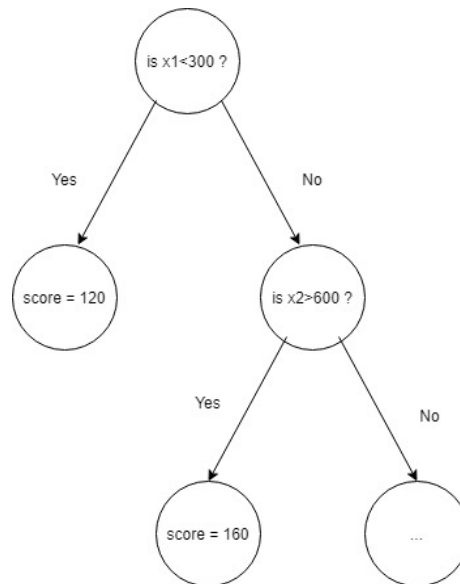 is x1<300 ?
Yes
No
score = 120
is x2>600 ?
Yes
No
score = 160
...